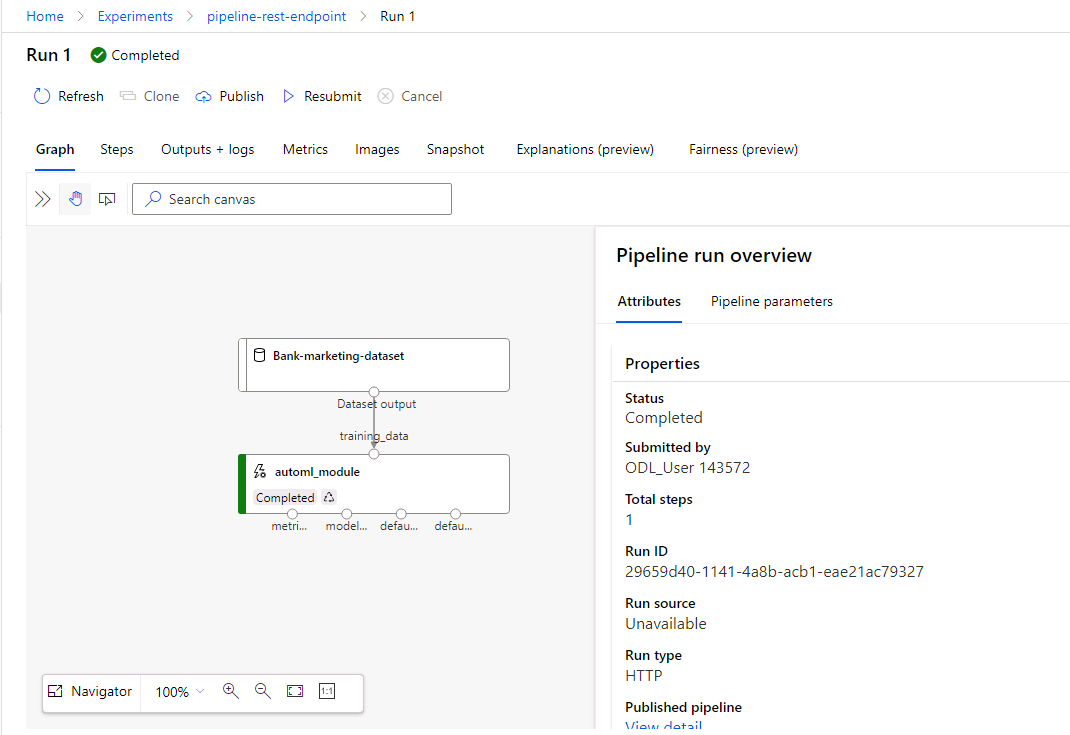 Home > Experiments > pipeline-rest-endpoint > Run 1
Run 1 Completed
Refresh Clone Publish Resubmit Cancel
Graph Steps Outputs + logs Metrics Images Snapshot Explanations (preview) Fairness (preview)
Search canvas
Bank-marketing-dataset
Dataset output
training_data
automl_module
Completed
metri... model... defau... defau...
Navigator 100% 1:1
Pipeline run overview
Attributes Pipeline parameters
Properties
Status
Completed
Submitted by
ODL_User 143572
Total steps
1
Run ID
29659d40-1141-4a8b-acb1-eae21ac79327
Run source
Unavailable
Run type
HTTP
Published pipeline
View detail